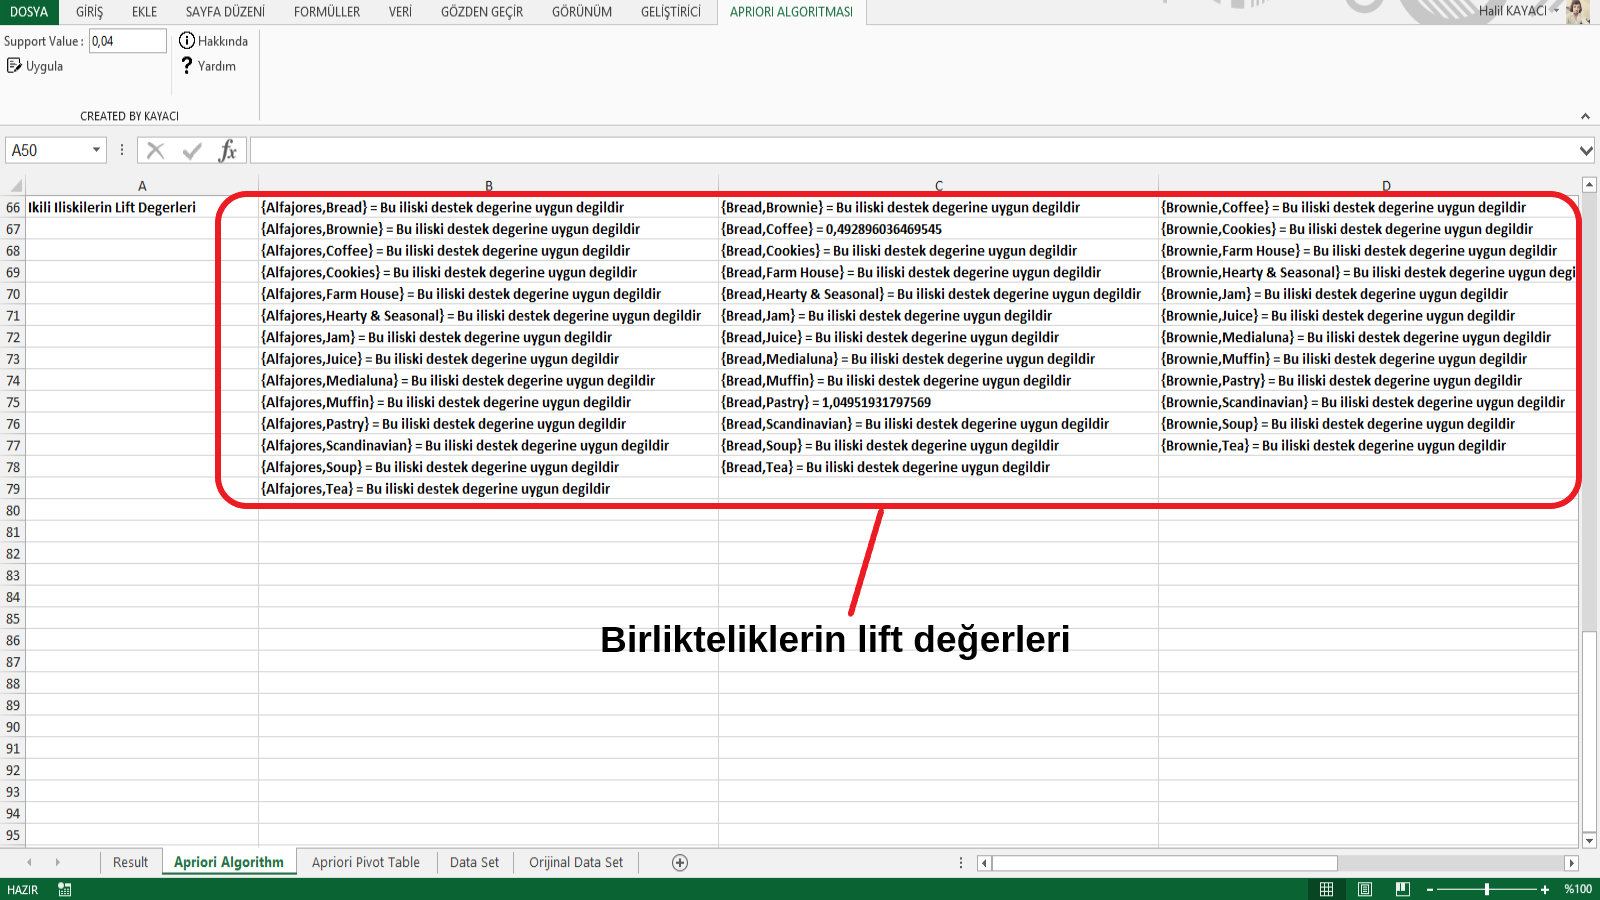 DOSYA GİRİŞ EKLE SAYFA DÜZENİ FORMÜLLER VERİ GÖZDEN GEÇİR GÖRÜNÜM GELİŞTİRİCİ APRIORI ALGORITMASI Halil KAYACI
Support Value : 0,04 Hakkında
Uygula Yardım
CREATED BY KAYACI
A50 fx
A B C D
66 Ikili Iliskilerin Lift Degerleri {Alfajores,Bread} = Bu iliski destek degerine uygun degildir {Bread,Brownie} = Bu iliski destek degerine uygun degildir {Brownie,Coffee} = Bu iliski destek degerine uygun degildir
67 {Alfajores,Brownie} = Bu iliski destek degerine uygun degildir {Bread,Coffee} = 0,492896036469545 {Brownie,Cookies} = Bu iliski destek degerine uygun degildir
68 {Alfajores,Coffee} = Bu iliski destek degerine uygun degildir {Bread,Cookies} = Bu iliski destek degerine uygun degildir {Brownie,Farm House} = Bu iliski destek degerine uygun degildir
69 {Alfajores,Cookies} = Bu iliski destek degerine uygun degildir {Bread,Farm House} = Bu iliski destek degerine uygun degildir {Brownie,Hearty & Seasonal} = Bu iliski destek degerine uygun degi
70 {Alfajores,Farm House} = Bu iliski destek degerine uygun degildir {Bread,Hearty & Seasonal} = Bu iliski destek degerine uygun degildir {Brownie,Jam} = Bu iliski destek degerine uygun degildir
71 {Alfajores,Hearty & Seasonal} = Bu iliski destek degerine uygun degildir {Bread,Jam} = Bu iliski destek degerine uygun degildir {Brownie,Juice} = Bu iliski destek degerine uygun degildir
72 {Alfajores,Jam} = Bu iliski destek degerine uygun degildir {Bread,Juice} = Bu iliski destek degerine uygun degildir {Brownie,Medialuna} = Bu iliski destek degerine uygun degildir
73 {Alfajores,Juice} = Bu iliski destek degerine uygun degildir {Bread,Medialuna} = Bu iliski destek degerine uygun degildir {Brownie,Muffin} = Bu iliski destek degerine uygun degildir
74 {Alfajores,Medialuna} = Bu iliski destek degerine uygun degildir {Bread,Muffin} = Bu iliski destek degerine uygun degildir {Brownie,Pastry} = Bu iliski destek degerine uygun degildir
75 {Alfajores,Muffin} = Bu iliski destek degerine uygun degildir {Bread,Pastry} = 1,04951931797569 {Brownie,Scandinavian} = Bu iliski destek degerine uygun degildir
76 {Alfajores,Pastry} = Bu iliski destek degerine uygun degildir {Bread,Scandinavian} = Bu iliski destek degerine uygun degildir {Brownie,Soup} = Bu iliski destek degerine uygun degildir
77 {Alfajores,Scandinavian} = Bu iliski destek degerine uygun degildir {Bread,Soup} = Bu iliski destek degerine uygun degildir {Brownie,Tea} = Bu iliski destek degerine uygun degildir
78 {Alfajores,Soup} = Bu iliski destek degerine uygun degildir {Bread,Tea} = Bu iliski destek degerine uygun degildir
79 {Alfajores,Tea} = Bu iliski destek degerine uygun degildir
80
81
82
83
84
85
Birlikteliklerin lift değerleri
86
87
88
89
90
91
92
93
94
95
Result Apriori Algorithm Apriori Pivot Table Data Set Orijinal Data Set
HAZIR %100